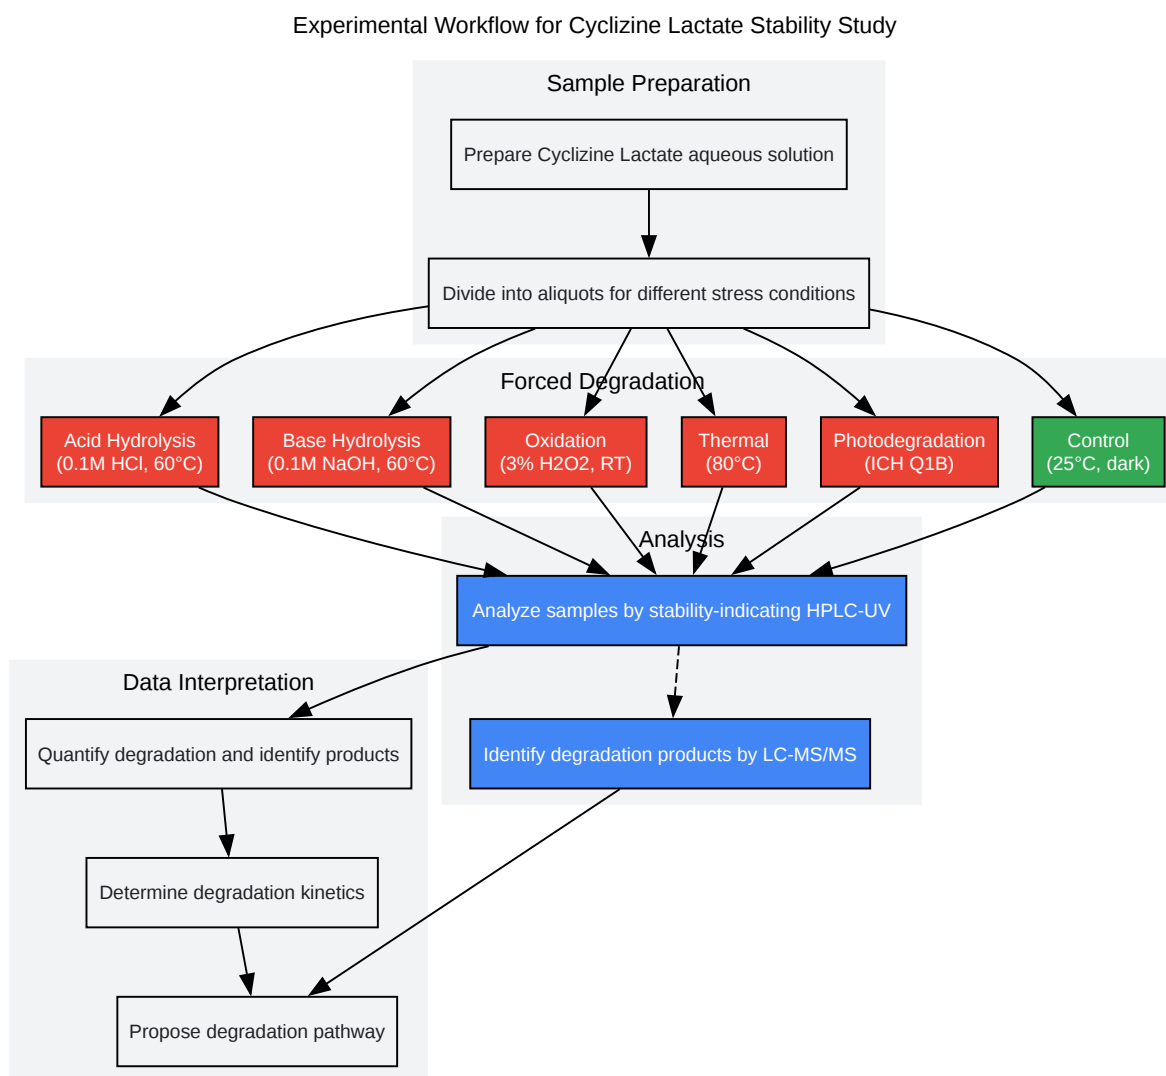 Experimental Workflow for Cyclizine Lactate Stability Study
Sample Preparation
Prepare Cyclizine Lactate aqueous solution
Divide into aliquots for different stress conditions
Forced Degradation
Acid Hydrolysis
(0.1M HCl, 60°C)
Base Hydrolysis
(0.1M NaOH, 60°C)
Oxidation
(3% H2O2, RT)
Thermal
(80°C)
Photodegradation
(ICH Q1B)
Control
(25°C, dark)
Analysis
Analyze samples by stability-indicating HPLC-UV
Identify degradation products by LC-MS/MS
Data Interpretation
Quantify degradation and identify products
Determine degradation kinetics
Propose degradation pathway